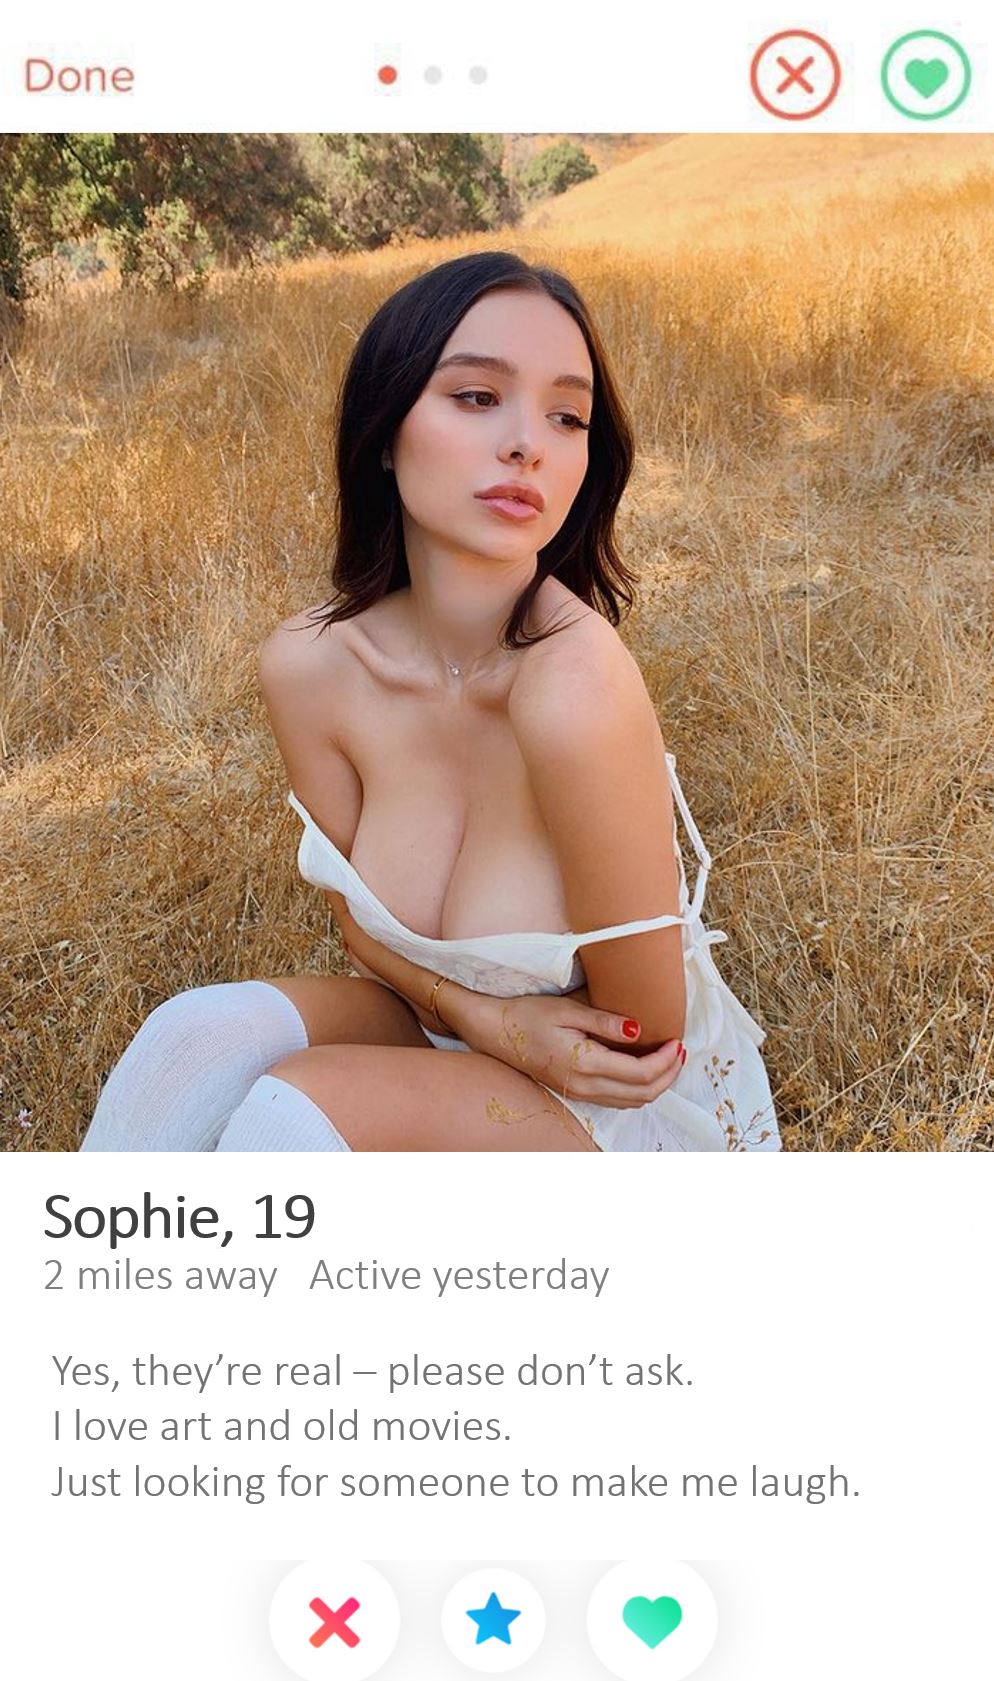 Done
Sophie, 19
2 miles away Active yesterday
Yes, they’re real – please don’t ask.
I love art and old movies.
Just looking for someone to make me laugh.